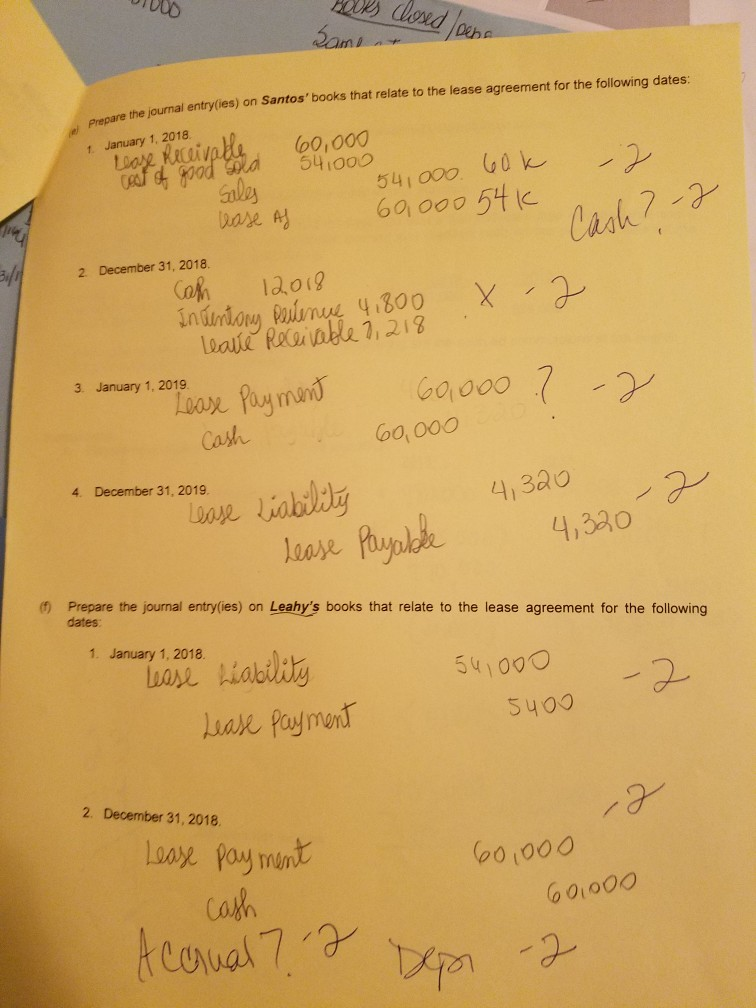 Books Closed / Depr
Same
(e) Prepare the journal entry(ies) on Santos' books that relate to the lease agreement for the following dates:
1. January 1, 2018.
Lease Receivable 60,000
Cost of good sold 54,000
Sales 54,000 60k -2
Lease As 60,000 54k Cash? -2
2. December 31, 2018.
Cash 12,018 X -2
4,800
Receivable 7,218
3. January 1, 2019.
Lease Payment 60,000 ? -2
Cash 60,000
4. December 31, 2019.
Lease Liability 4,320 -2
Lease Payable 4,320
(f) Prepare the journal entry(ies) on Leahy's books that relate to the lease agreement for the following
dates:
1. January 1, 2018.
Lease Liability 54,000 -2
Lease Payment 5400
2. December 31, 2018. -2
Lease Payment 60,000
Cash 60,000
Accrual? -2 Depr -2